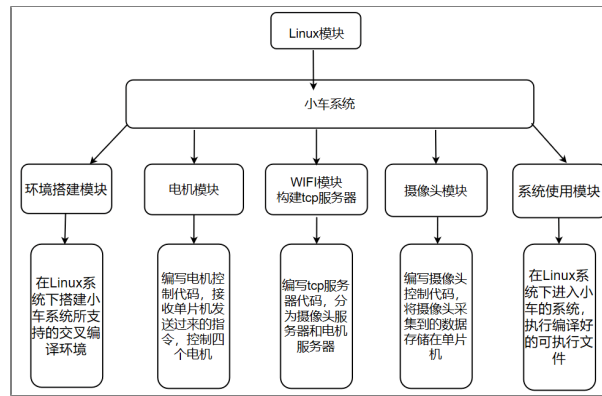 Linux模块
小车系统
环境搭建模块
电机模块
WIFI模块
构建tcp服务器
摄像头模块
系统使用模块
在Linux系
统下搭建小
车系统所支
持的交叉编
译环境
编写电机控
制代码，接
收单片机发
送过来的指
令，控制四
个电机
编写tcp服务
器代码，分
为摄像头服
务器和电机
服务器
编写摄像头
控制代码，
将摄像头采
集到的数据
存储在单片
机
在Linux系
统下进入小
车的系统，
执行编译好
的可执行文
件